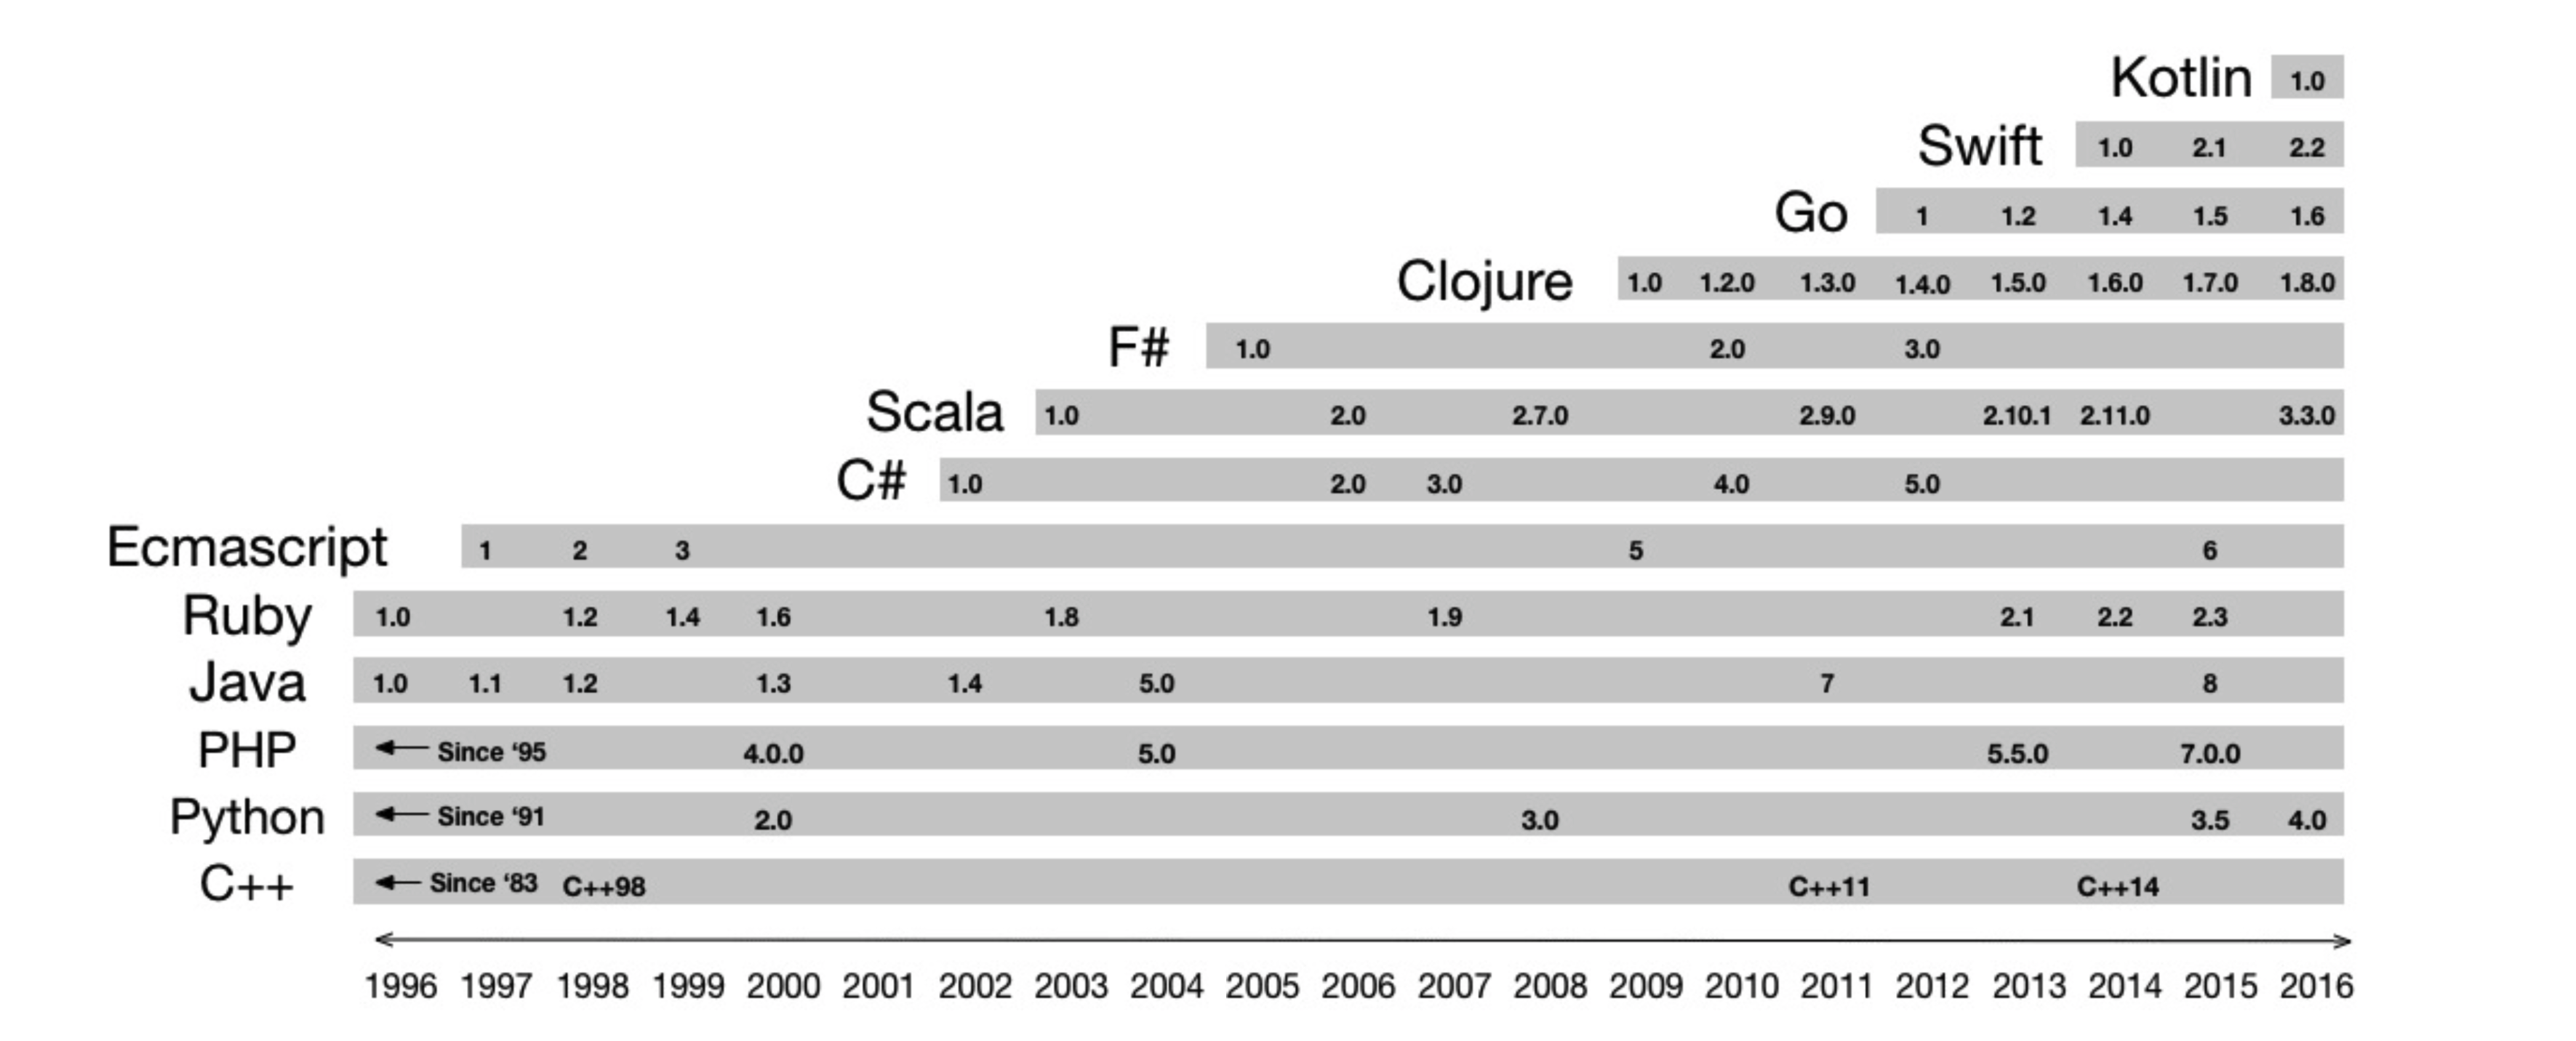 Kotlin 1.0
Swift 1.0 2.1 2.2
Go 1 1.2 1.4 1.5 1.6
Clojure 1.0 1.2.0 1.3.0 1.4.0 1.5.0 1.6.0 1.7.0 1.8.0
F# 1.0 2.0 3.0
Scala 1.0 2.0 2.7.0 2.9.0 2.10.1 2.11.0 3.3.0
C# 1.0 2.0 3.0 4.0 5.0
Ecmascript 1 2 3 5 6
Ruby 1.0 1.2 1.4 1.6 1.8 1.9 2.1 2.2 2.3
Java 1.0 1.1 1.2 1.3 1.4 5.0 7 8
PHP Since ‘95 4.0.0 5.0 5.5.0 7.0.0
Python Since ‘91 2.0 3.0 3.5 4.0
C++ Since ‘83 C++98 C++11 C++14
1996 1997 1998 1999 2000 2001 2002 2003 2004 2005 2006 2007 2008 2009 2010 2011 2012 2013 2014 2015 2016